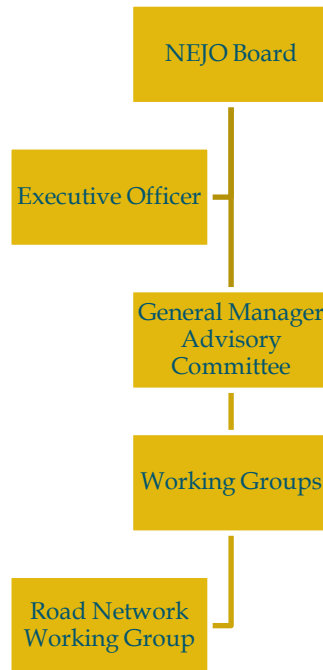 NEJO Board
Executive Officer
General Manager
Advisory
Committee
Working Groups
Road Network
Working Group